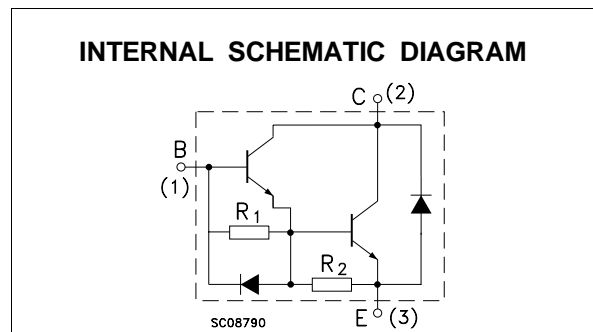 INTERNAL SCHEMATIC DIAGRAM
C (2)
B
(1)
R1
R2
SC08790
E (3)